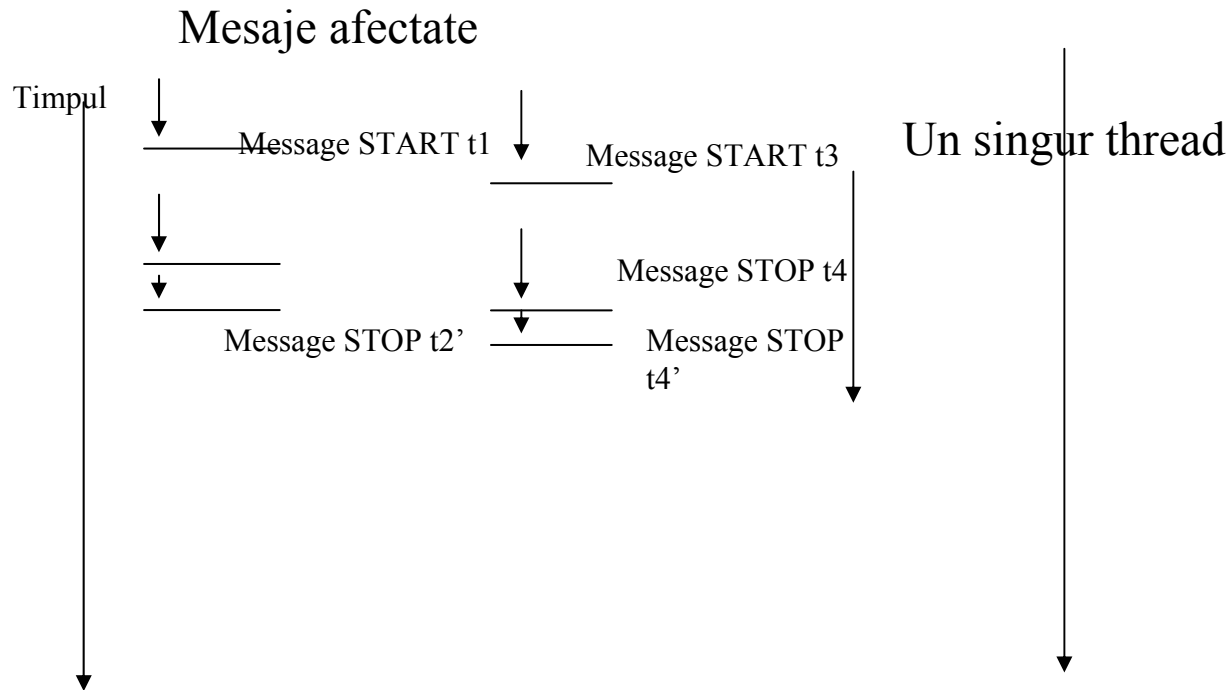 Mesaje afectate
Timpul
Message START t1
Message START t3
Un singur thread
Message STOP t4
Message STOP t2’
Message STOP
t4’